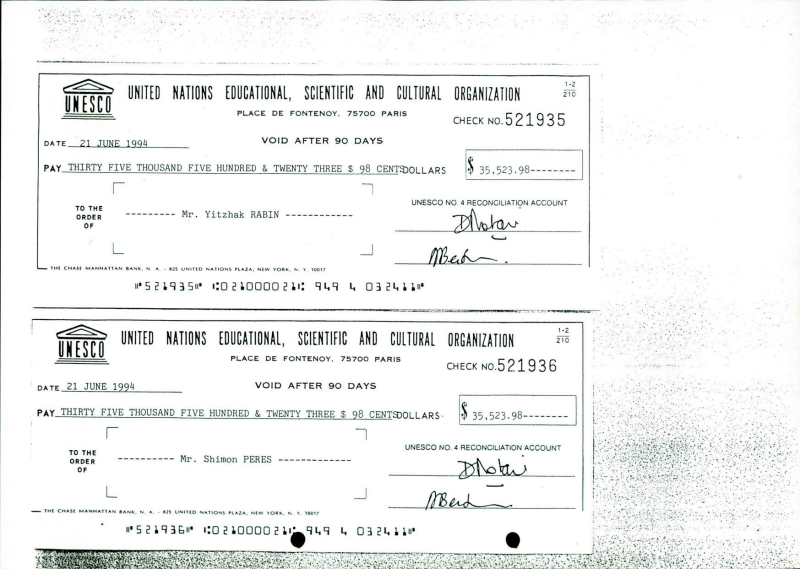 UNESCO
UNITED NATIONS EDUCATIONAL, SCIENTIFIC AND CULTURAL ORGANIZATION
1-2
210
PLACE DE FONTENOY, 75700 PARIS
CHECK NO. 521935
DATE 21 JUNE 1994
VOID AFTER 90 DAYS
PAY THIRTY FIVE THOUSAND FIVE HUNDRED & TWENTY THREE $ 98 CENTS DOLLARS
$ 35,523.98--------
UNESCO NO. 4 RECONCILIATION ACCOUNT
TO THE
ORDER
OF
--------- Mr. Yitzhak RABIN ------------
THE CHASE MANHATTAN BANK, N. A. - 825 UNITED NATIONS PLAZA, NEW YORK, N. Y. 10017
⑈521935⑈ ⑆021000021⑆ 949 4 032411⑈
UNESCO
UNITED NATIONS EDUCATIONAL, SCIENTIFIC AND CULTURAL ORGANIZATION
1-2
210
PLACE DE FONTENOY, 75700 PARIS
CHECK NO. 521936
DATE 21 JUNE 1994
VOID AFTER 90 DAYS
PAY THIRTY FIVE THOUSAND FIVE HUNDRED & TWENTY THREE $ 98 CENTS DOLLARS
$ 35,523.98--------
UNESCO NO. 4 RECONCILIATION ACCOUNT
TO THE
ORDER
OF
---------- Mr. Shimon PERES -------------
THE CHASE MANHATTAN BANK, N. A. - 825 UNITED NATIONS PLAZA, NEW YORK, N. Y. 10017
⑈521936⑈ ⑆021000021⑆ 949 4 032411⑈